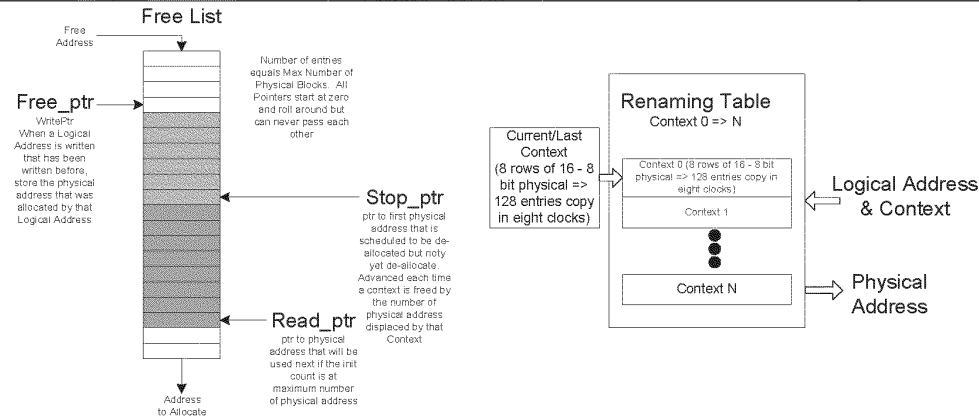 Free List
Free
Address
Number of entries
equals Max Number of
Physical Blocks. All
Pointers start at zero
and roll around but
can never pass each
other
Free_ptr
WritePtr
When a Logical
Address is written
that has been
written before,
store the physical
address that was
allocated by that
Logical Address
Stop_ptr
ptr to first physical
address that is
scheduled to be de-
allocated but noty
yet de-allocate.
Advanced each time
a context is freed by
the number of
physical address
displaced by that
Context
Read_ptr
ptr to physical
address that will be
used next if the init
count is at
maximum number
of physical address
Address
to Allocate
Current/Last
Context
(8 rows of 16 - 8
bit physical =>
128 entries copy
in eight clocks)
Renaming Table
Context 0 => N
Context 0 (8 rows of 16 - 8 bit
physical => 128 entries copy in
eight clocks)
Context 1
Context N
Logical Address
& Context
Physical
Address